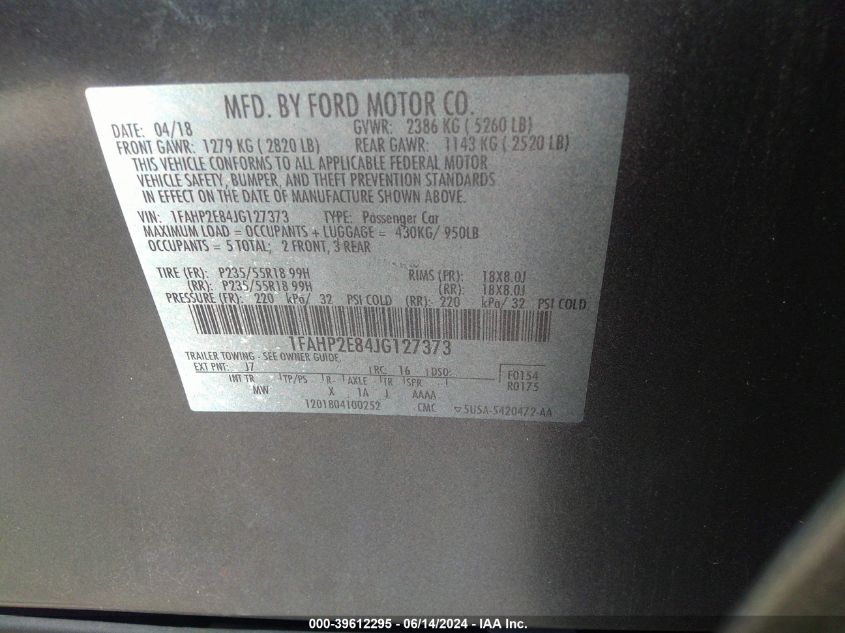 MFD. BY FORD MOTOR CO.
DATE: 04/18 GVWR: 2386 KG ( 5260 LB)
FRONT GAWR: 1279 KG ( 2820 LB) REAR GAWR: 1143 KG ( 2520 LB)
THIS VEHICLE CONFORMS TO ALL APPLICABLE FEDERAL MOTOR
VEHICLE SAFETY, BUMPER, AND THEFT PREVENTION STANDARDS
IN EFFECT ON THE DATE OF MANUFACTURE SHOWN ABOVE.
VIN: 1FAHP2E84JG127373 TYPE: Passenger Car
MAXIMUM LOAD = OCCUPANTS + LUGGAGE = 430KG/ 950LB
OCCUPANTS = 5 TOTAL; 2 FRONT, 3 REAR
TIRE (FR): P235/55R18 99H RIMS (FR): 18X8.0J
(RR): P235/55R18 99H (RR): 18X8.0J
PRESSURE (FR): 220 kPa/ 32 PSI COLD (RR): 220 kPa/ 32 PSI COLD
1FAHP2E84JG127373
TRAILER TOWING - SEE OWNER GUIDE.
EXT PNT: J7 RC: 16 DSO: F0154
INT TR TP/PS R AXLE TR SPR R0175
MW X 1A J AAAA
1201804100252 CMC ▽5U5A-5420472-AA
000-39612295 - 06/14/2024 - IAA Inc.